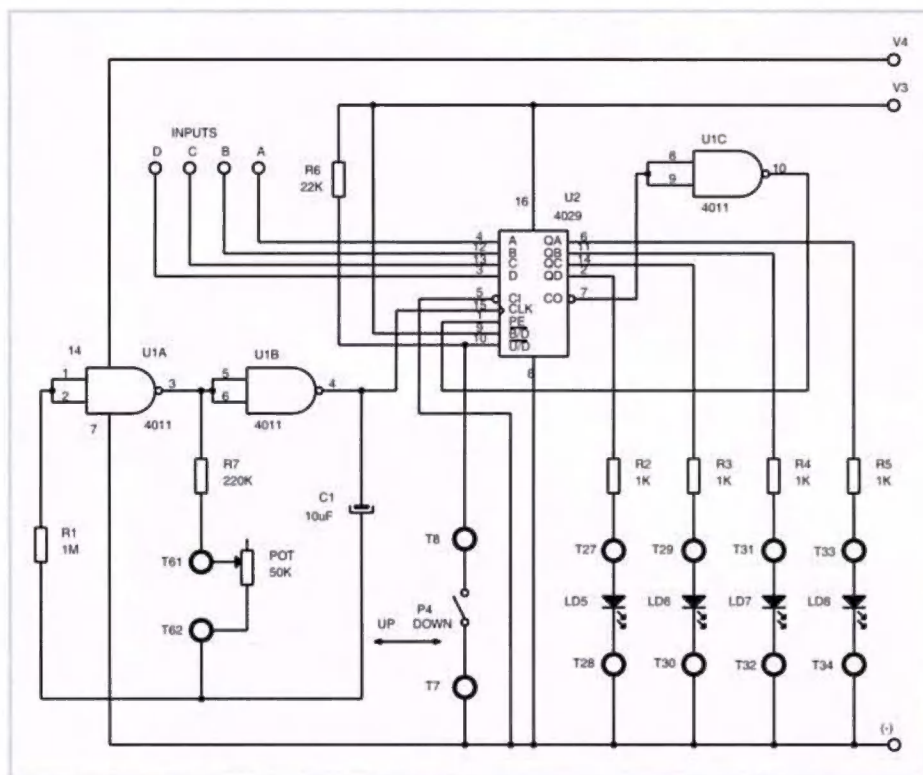 V4
V3
INPUTS
D C B A
R6
22K
U1C
6
9
10
4011
16
U2
4029
4 A QA 6
12 B QB 11
13 C QC 14
3 D QD 2
5 CI CO 7
15 CLK
1 PE
9 B/D
10 U/D
8
14
U1A
1
2
3
7
4011
U1B
5
6
4
4011
R7
220K
C1
10uF
R1
1M
T61
POT
50K
T62
T8
P4
UP DOWN
T7
R2
1K
R3
1K
R4
1K
R5
1K
T27 T29 T31 T33
LD5 LD6 LD7 LD8
T28 T30 T32 T34
(-)